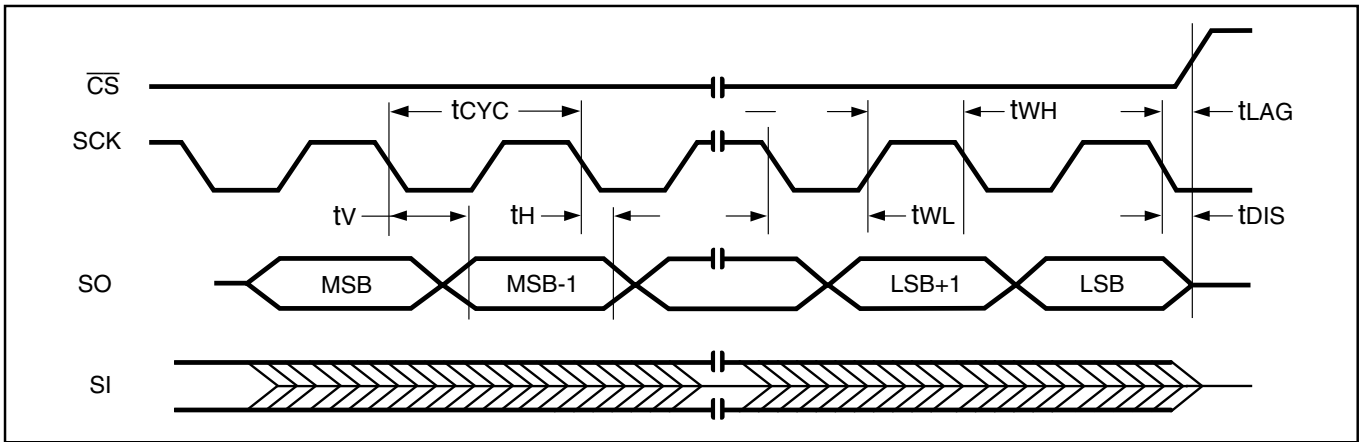 CS
tCYC
tWH
tLAG
SCK
tV
tH
tWL
tDIS
SO
MSB
MSB-1
LSB+1
LSB
SI